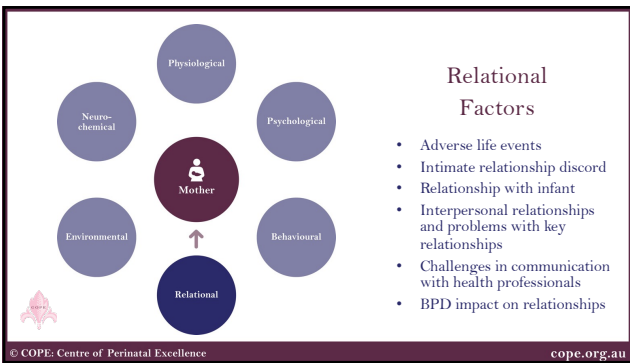 Physiological
Neuro-
chemical
Psychological
Mother
Environmental
Behavioural
Relational
Relational
Factors
• Adverse life events
• Intimate relationship discord
• Relationship with infant
• Interpersonal relationships
and problems with key
relationships
• Challenges in communication
with health professionals
• BPD impact on relationships
COPE
© COPE: Centre of Perinatal Excellence
cope.org.au